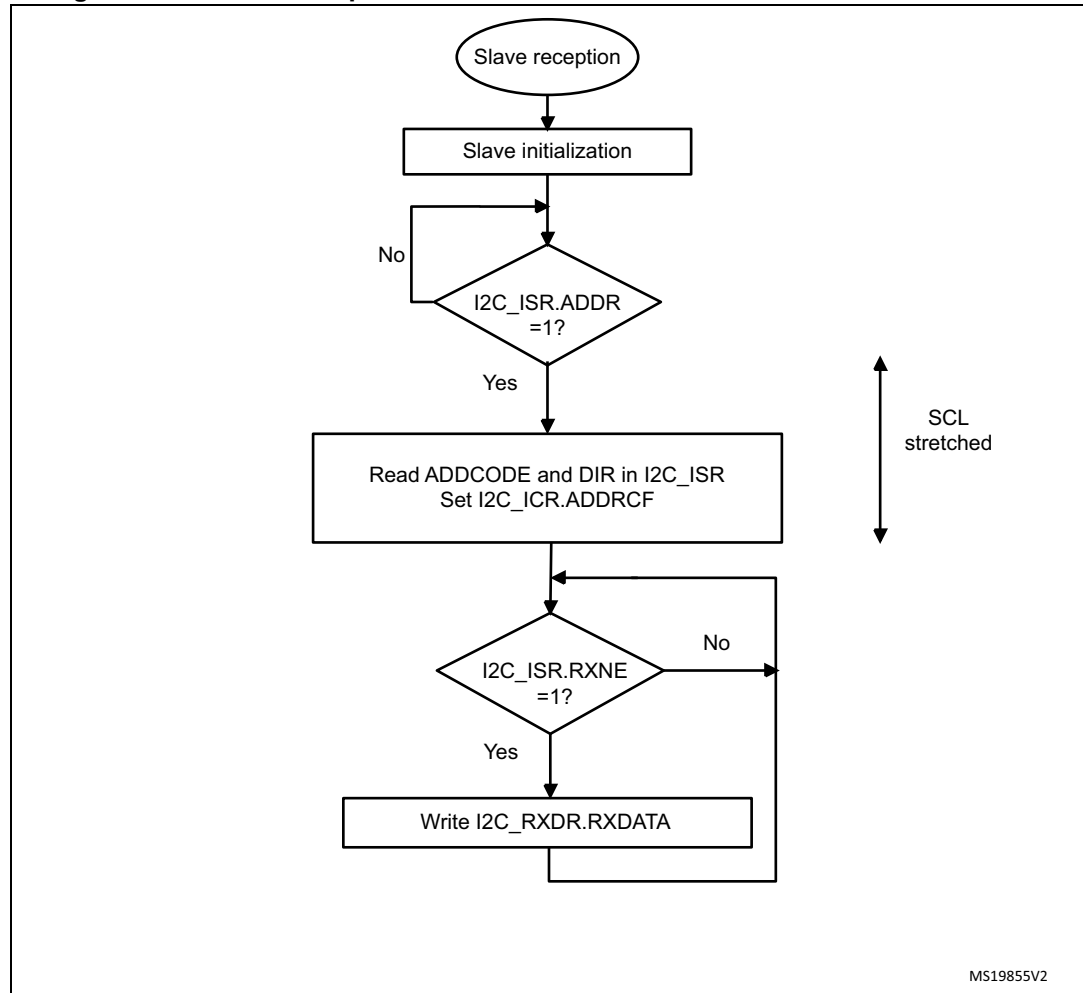 Slave reception
Slave initialization
No
I2C_ISR.ADDR
=1?
Yes
SCL
stretched
Read ADDCODE and DIR in I2C_ISR
Set I2C_ICR.ADDRCF
No
I2C_ISR.RXNE
=1?
Yes
Write I2C_RXDR.RXDATA
MS19855V2